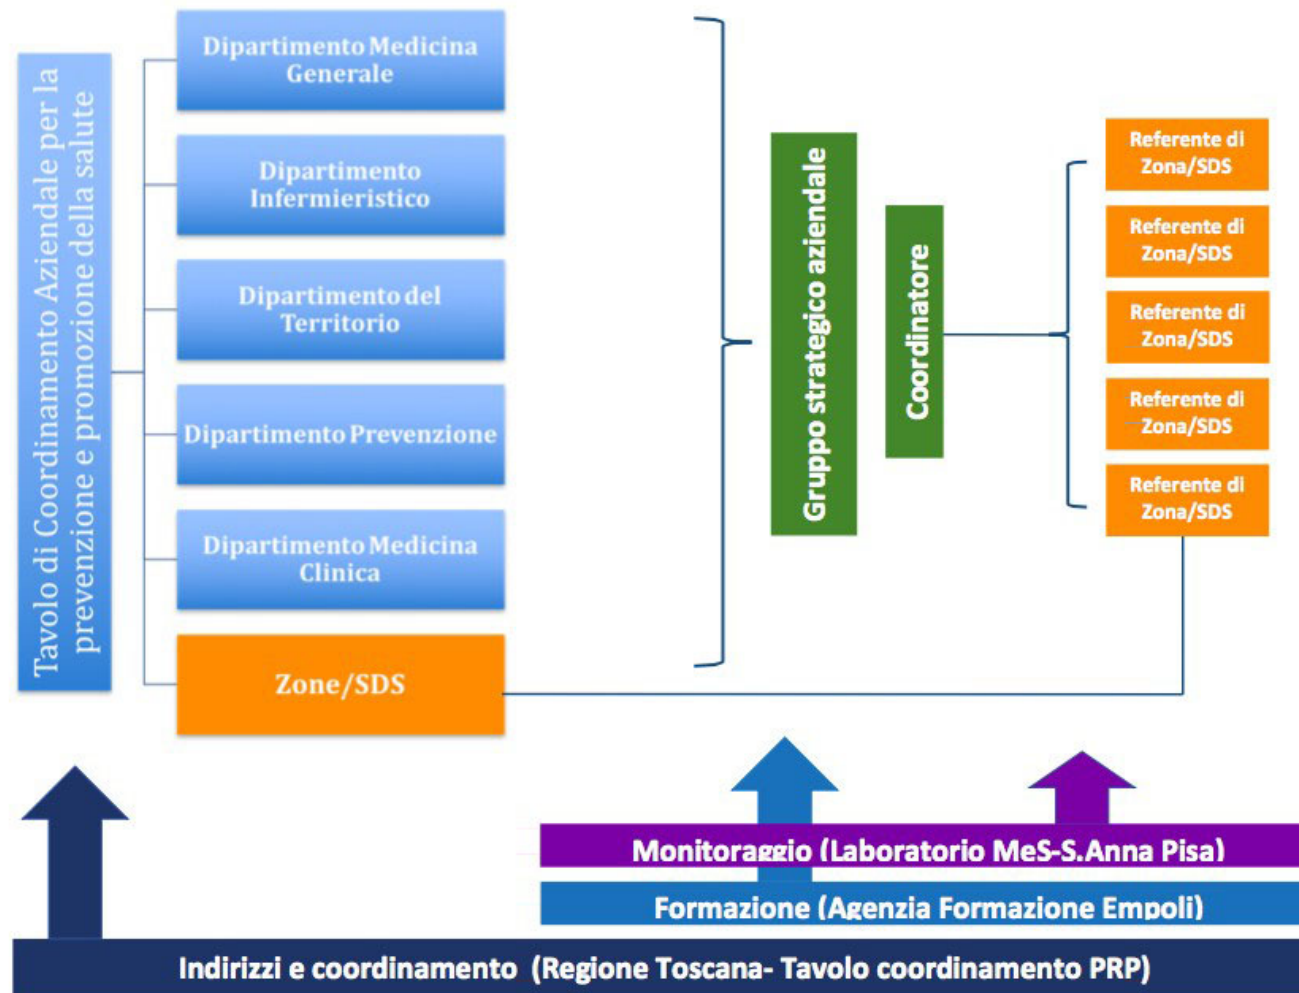 Tavolo di Coordinamento Aziendale per la
prevenzione e promozione della salute
Dipartimento Medicina
Generale
Dipartimento
Infermieristico
Dipartimento del
Territorio
Dipartimento Prevenzione
Dipartimento Medicina
Clinica
Zone/SDS
Gruppo strategico aziendale
Coordinatore
Referente di
Zona/SDS
Referente di
Zona/SDS
Referente di
Zona/SDS
Referente di
Zona/SDS
Referente di
Zona/SDS
Monitoraggio (Laboratorio MeS-S.Anna Pisa)
Formazione (Agenzia Formazione Empoli)
Indirizzi e coordinamento (Regione Toscana- Tavolo coordinamento PRP)